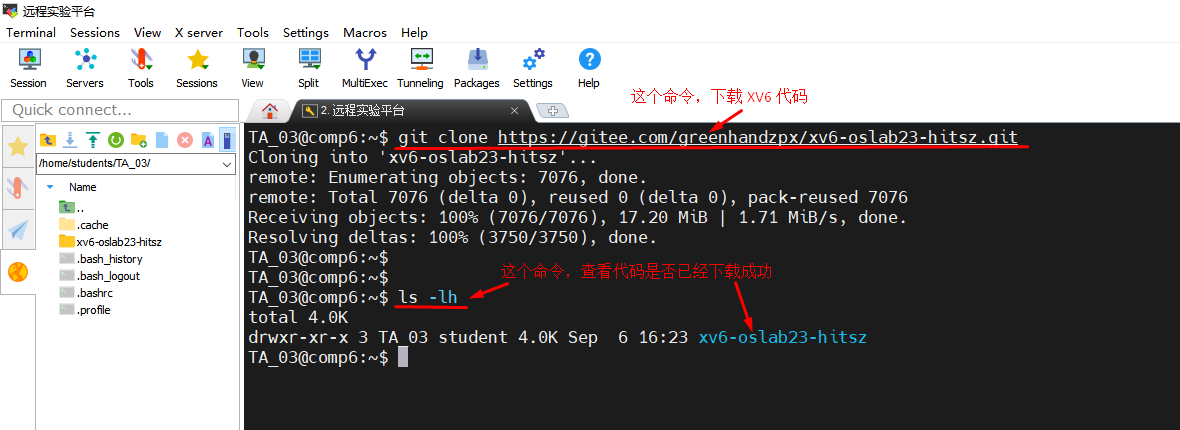 远程实验平台
Terminal Sessions View X server Tools Settings Macros Help
Session Servers Tools Sessions View Split MultiExec Tunneling Packages Settings Help
这个命令，下载 XV6 代码
Quick connect...
2. 远程实验平台
/home/students/TA_03/
Name
..
.cache
xv6-oslab23-hitsz
.bash_history
.bash_logout
.bashrc
.profile
TA_03@comp6:~$ git clone https://gitee.com/greenhandzpx/xv6-oslab23-hitsz.git
Cloning into 'xv6-oslab23-hitsz'...
remote: Enumerating objects: 7076, done.
remote: Total 7076 (delta 0), reused 0 (delta 0), pack-reused 7076
Receiving objects: 100% (7076/7076), 17.20 MiB | 1.71 MiB/s, done.
Resolving deltas: 100% (3750/3750), done.
TA_03@comp6:~$
TA_03@comp6:~$
这个命令，查看代码是否已经下载成功
TA_03@comp6:~$ ls -lh
total 4.0K
drwxr-xr-x 3 TA_03 student 4.0K Sep  6 16:23 xv6-oslab23-hitsz
TA_03@comp6:~$